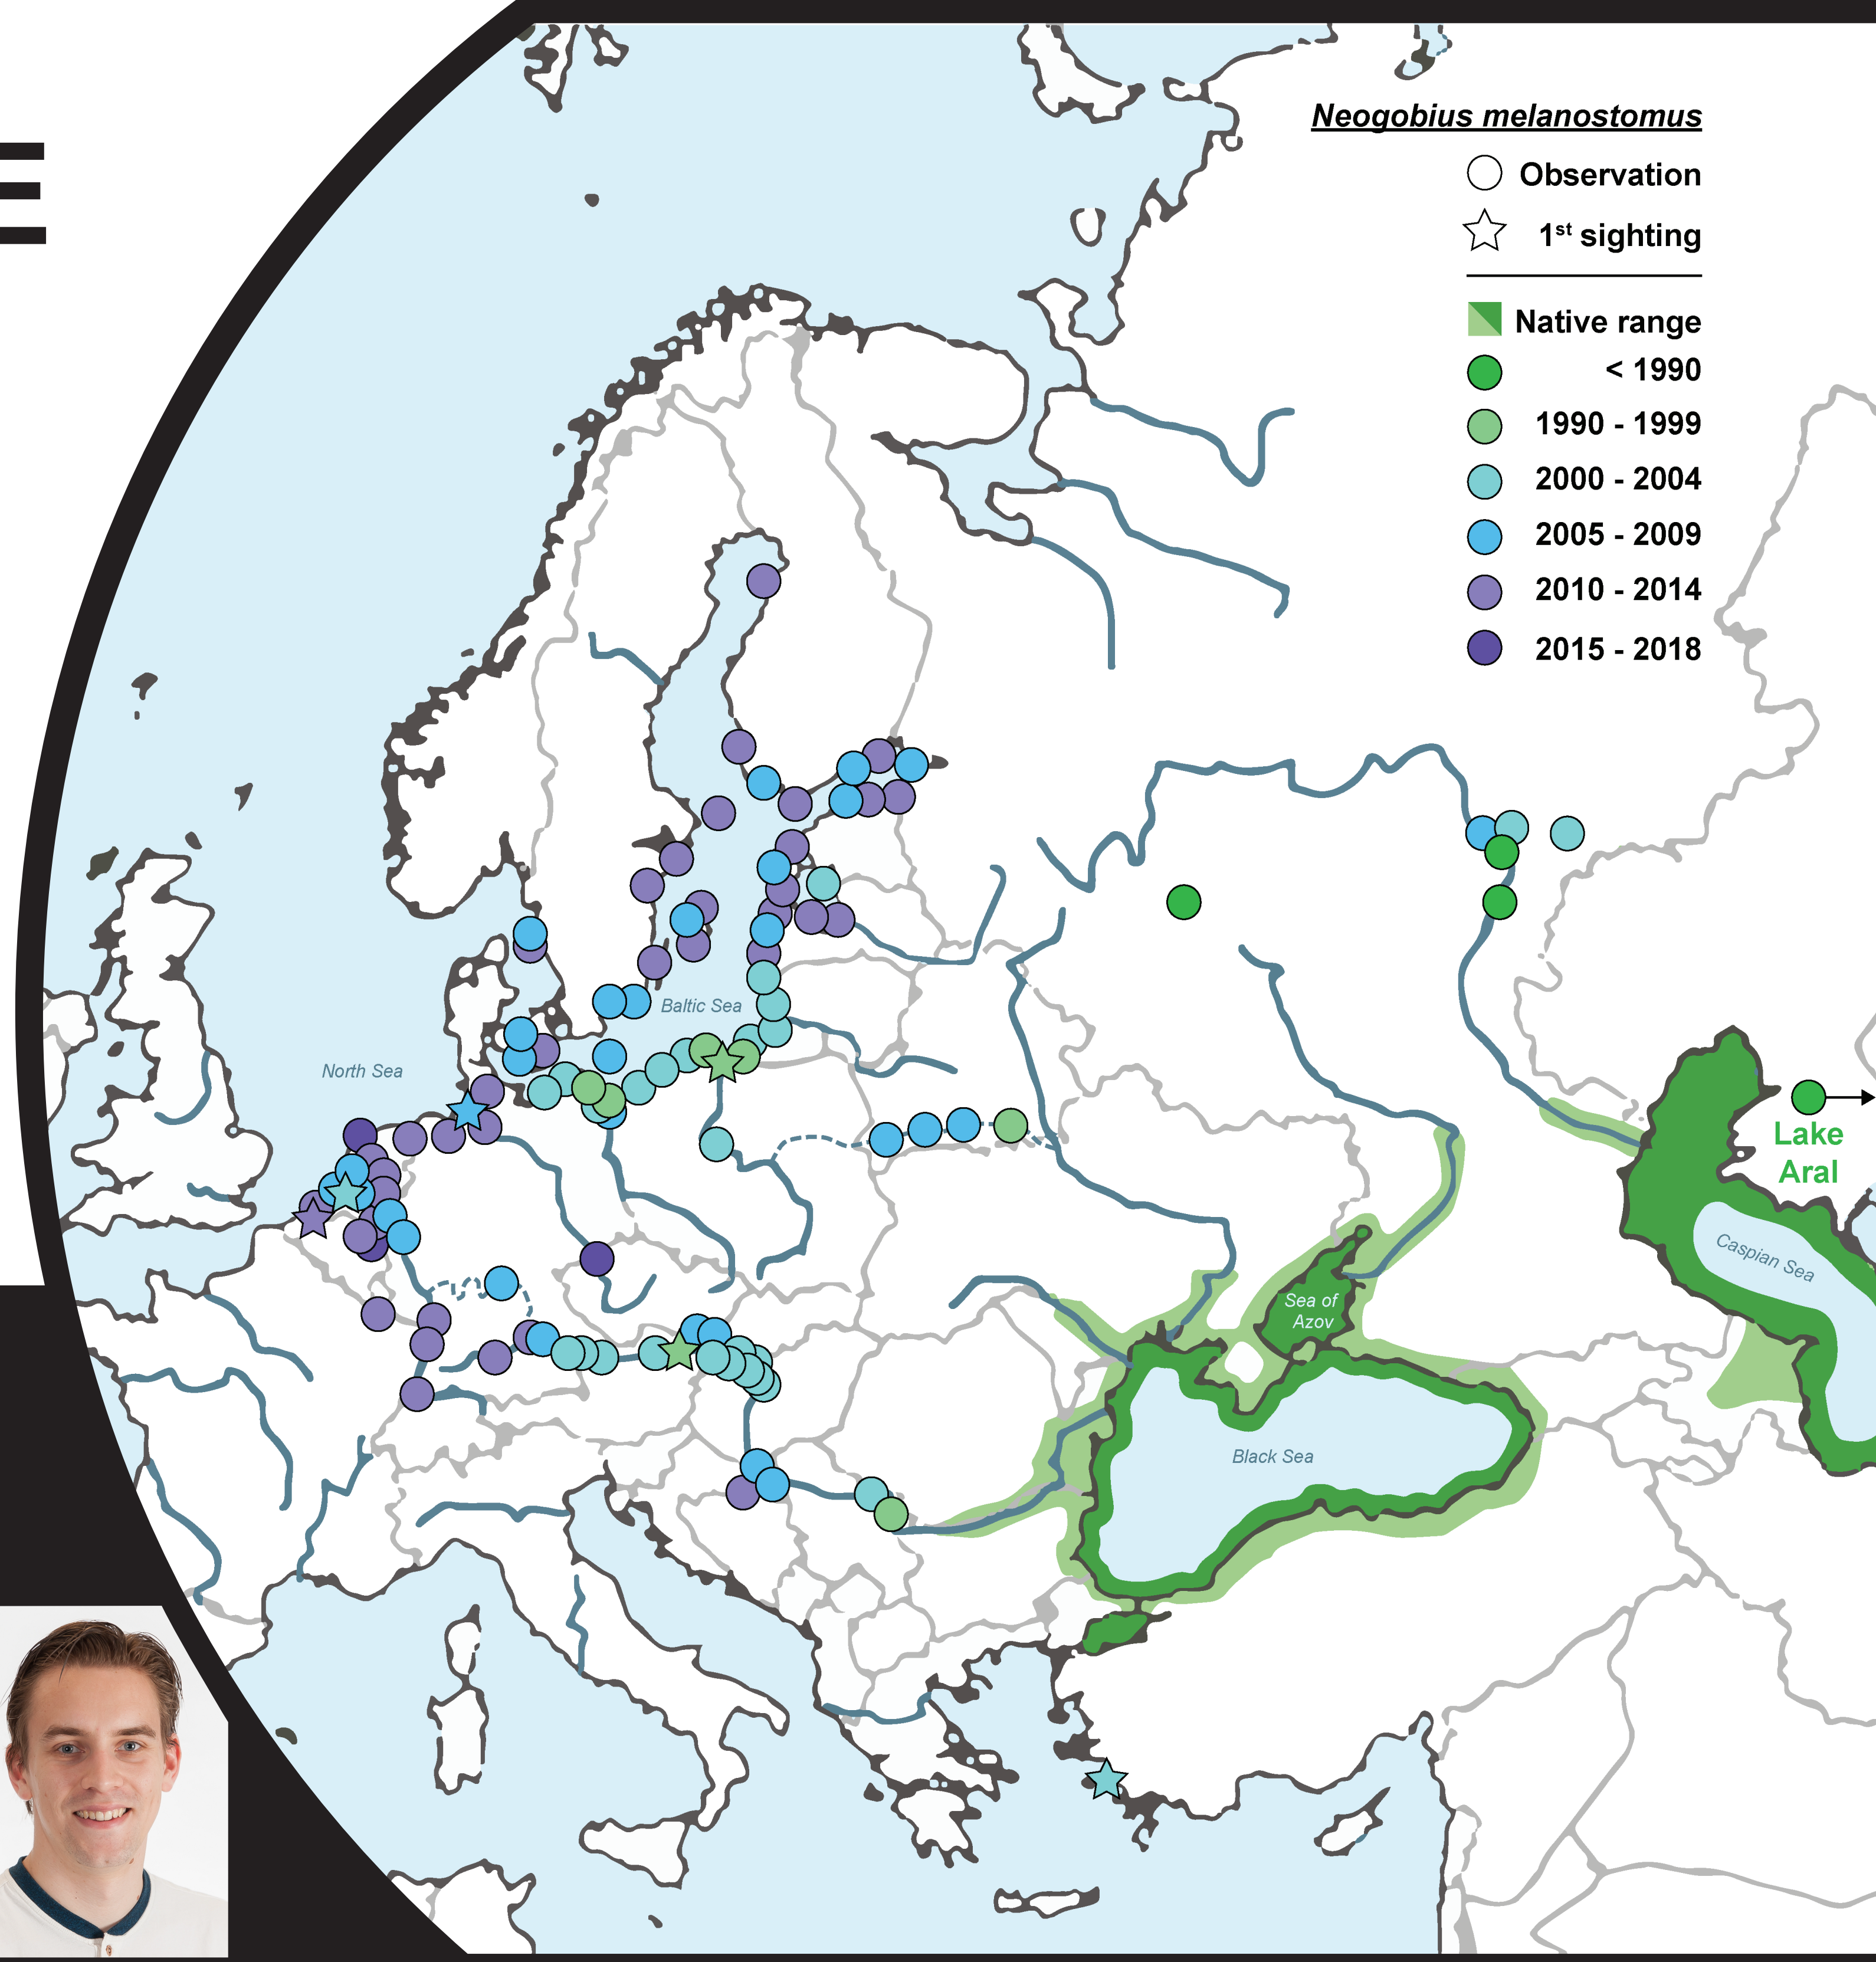 Neogobius melanostomus
Observation
1st sighting
Native range
< 1990
1990 - 1999
2000 - 2004
2005 - 2009
2010 - 2014
2015 - 2018
Baltic Sea
North Sea
Lake
Aral
Caspian Sea
Sea of
Azov
Black Sea